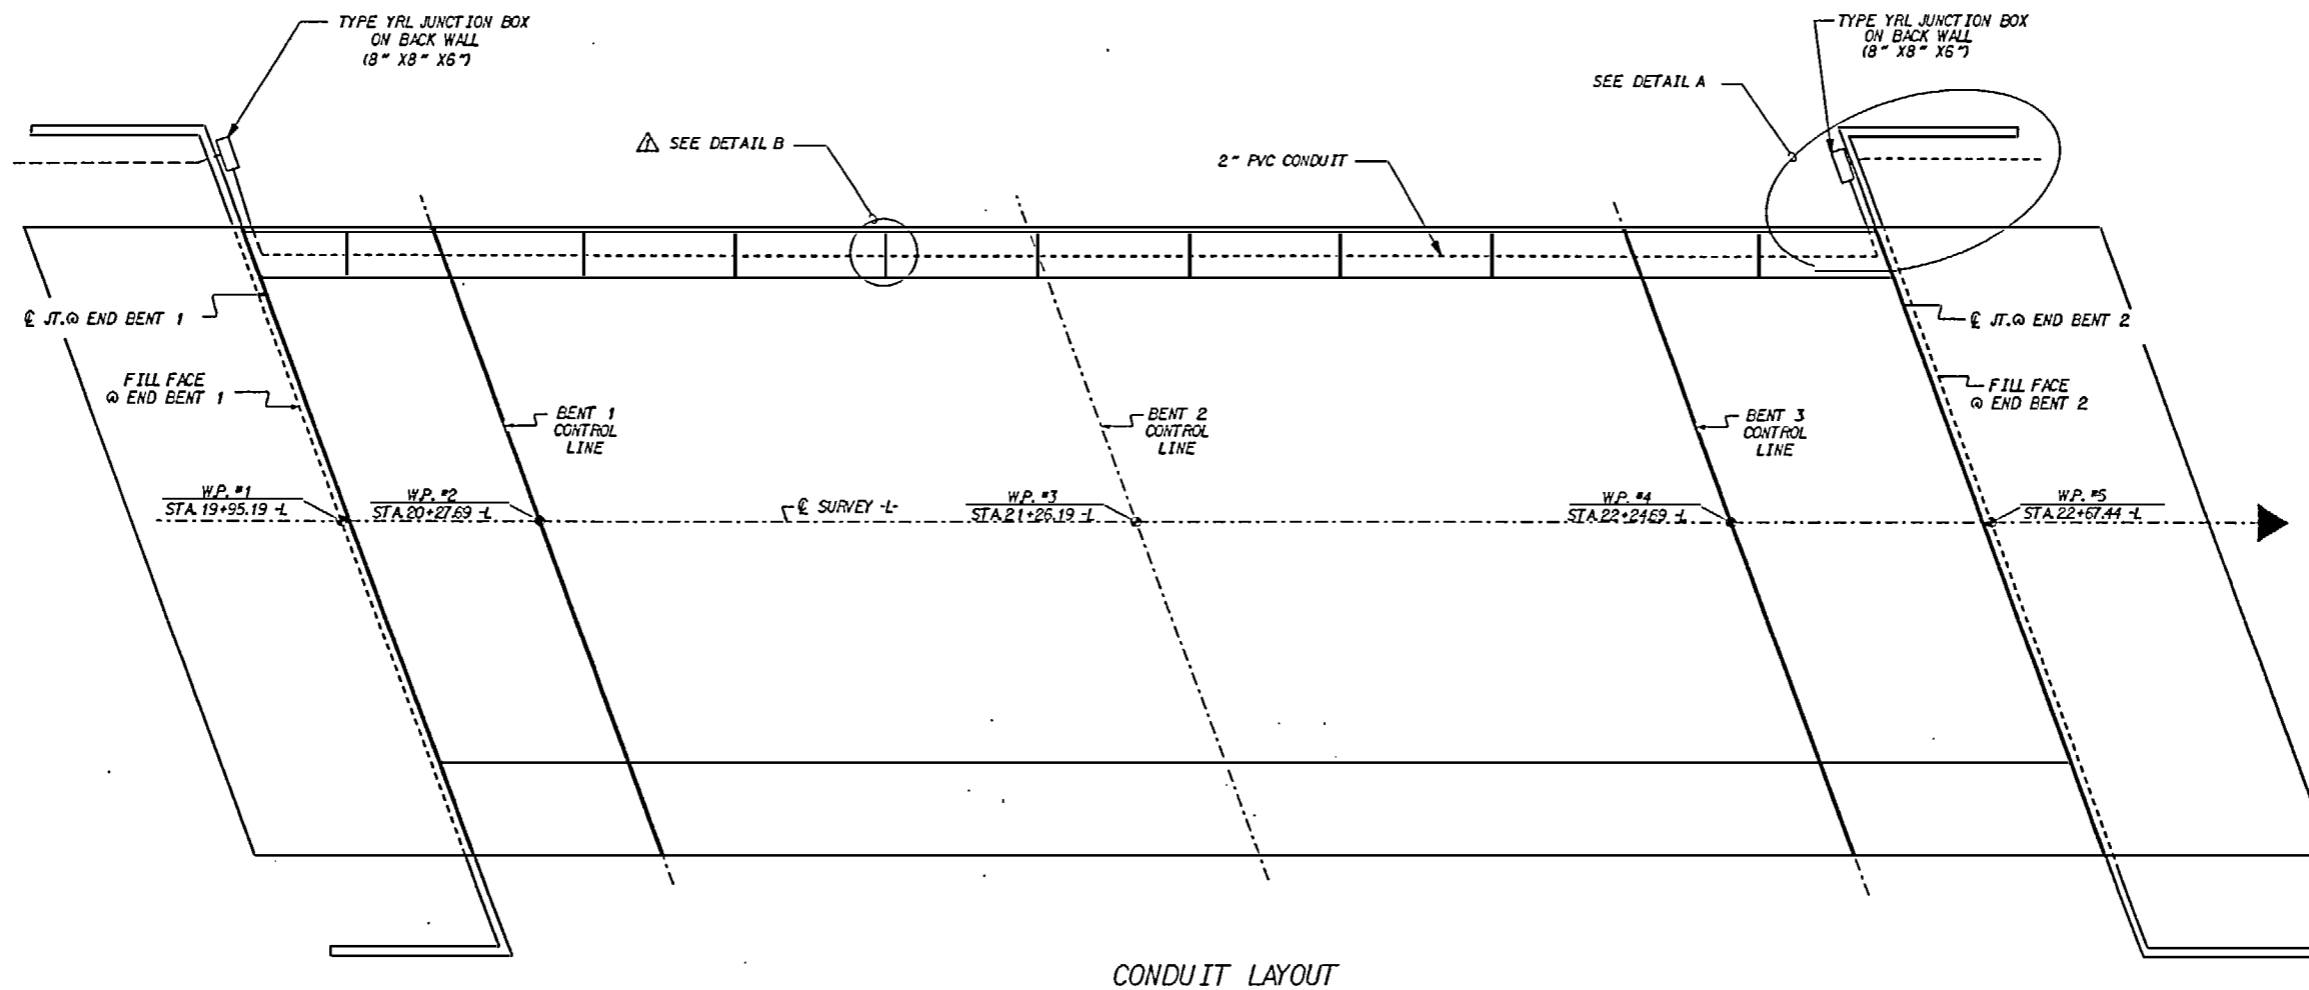 TYPE YRL JUNCTION BOX
ON BACK WALL
(8" X8" X6")
TYPE YRL JUNCTION BOX
ON BACK WALL
(8" X8" X6")
SEE DETAIL A
1 SEE DETAIL B
2" PVC CONDUIT
℄ JT.@ END BENT 1
℄ JT.@ END BENT 2
FILL FACE
@ END BENT 1
FILL FACE
@ END BENT 2
BENT 1
CONTROL
LINE
BENT 2
CONTROL
LINE
BENT 3
CONTROL
LINE
W.P. #1
STA.19+95.19 -L
W.P. #2
STA.20+27.69 -L
℄ SURVEY -L-
W.P. #3
STA.21+26.19 -L
W.P. #4
STA.22+24.69 -L
W.P. #5
STA.22+67.44 -L
CONDUIT LAYOUT